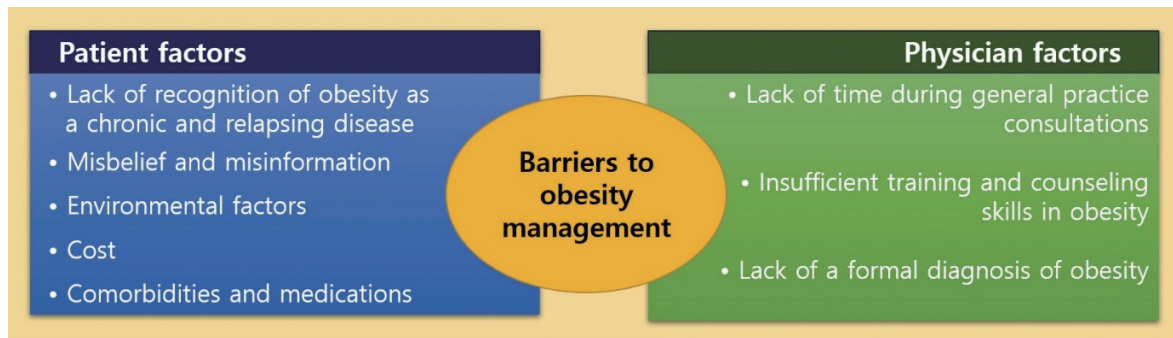 Patient factors
• Lack of recognition of obesity as
a chronic and relapsing disease
• Misbelief and misinformation
• Environmental factors
• Cost
• Comorbidities and medications
Barriers to
obesity
management
Physician factors
• Lack of time during general practice
consultations
• Insufficient training and counseling
skills in obesity
• Lack of a formal diagnosis of obesity